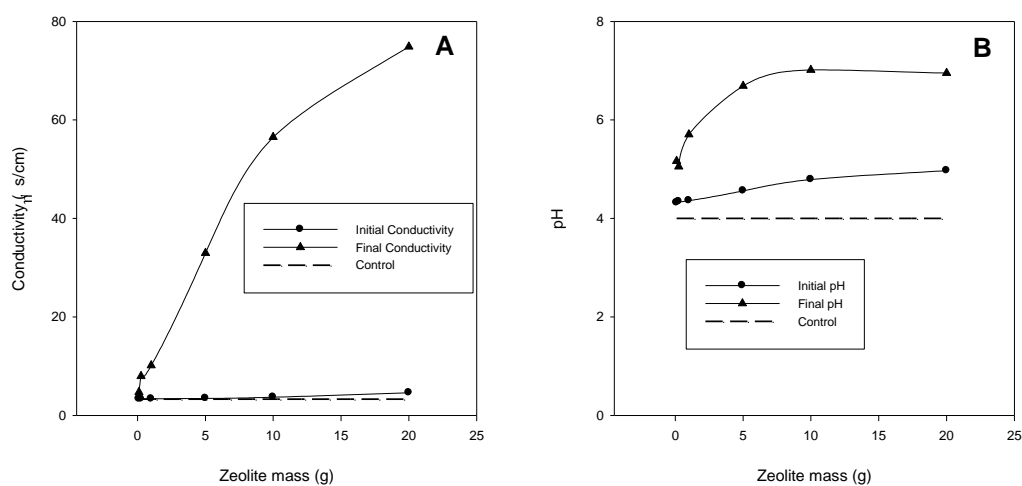 A
80
60
40
20
0
Conductivity ( s/cm)
Initial Conductivity
Final Conductivity
Control
0 5 10 15 20 25
Zeolite mass (g)
B
8
6
4
2
0
pH
Initial pH
Final pH
Control
0 5 10 15 20 25
Zeolite mass (g)